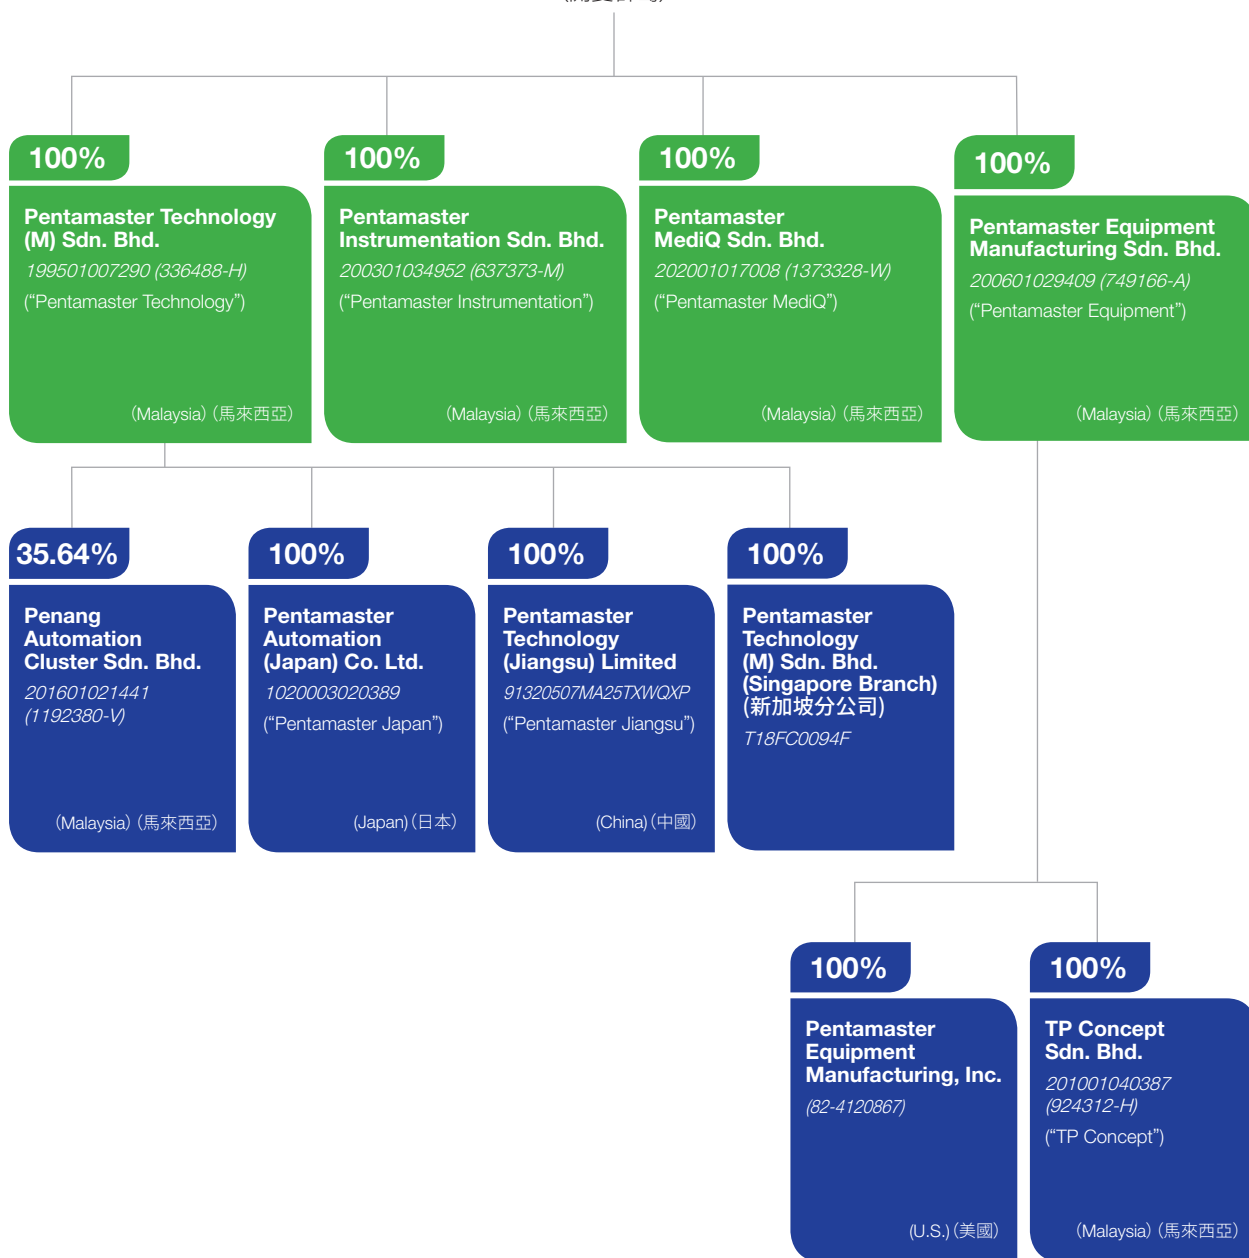 100%
Pentamaster Technology
(M) Sdn. Bhd.
199501007290 (336488-H)
(“Pentamaster Technology”)
(Malaysia) (馬來西亞)
100%
Pentamaster
Instrumentation Sdn. Bhd.
200301034952 (637373-M)
(“Pentamaster Instrumentation”)
(Malaysia) (馬來西亞)
100%
Pentamaster
MediQ Sdn. Bhd.
202001017008 (1373328-W)
(“Pentamaster MediQ”)
(Malaysia) (馬來西亞)
100%
Pentamaster Equipment
Manufacturing Sdn. Bhd.
200601029409 (749166-A)
(“Pentamaster Equipment”)
(Malaysia) (馬來西亞)
35.64%
Penang
Automation
Cluster Sdn. Bhd.
201601021441
(1192380-V)
(Malaysia) (馬來西亞)
100%
Pentamaster
Automation
(Japan) Co. Ltd.
1020003020389
(“Pentamaster Japan”)
(Japan) (日本)
100%
Pentamaster
Technology
(Jiangsu) Limited
91320507MA25TXWQXP
(“Pentamaster Jiangsu”)
(China) (中國)
100%
Pentamaster
Technology
(M) Sdn. Bhd.
(Singapore Branch)
(新加坡分公司)
T18FC0094F
100%
Pentamaster
Equipment
Manufacturing, Inc.
(82-4120867)
(U.S.) (美國)
100%
TP Concept
Sdn. Bhd.
201001040387
(924312-H)
(“TP Concept”)
(Malaysia) (馬來西亞)